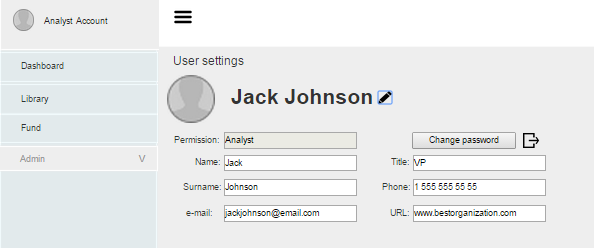 Analyst Account
Dashboard
Library
Fund
Admin V
User settings
Jack Johnson
Permission: Analyst Change password
Name: Jack Title: VP
Surname: Johnson Phone: 1 555 555 55 55
e-mail: jackjohnson@email.com URL: www.bestorganization.com